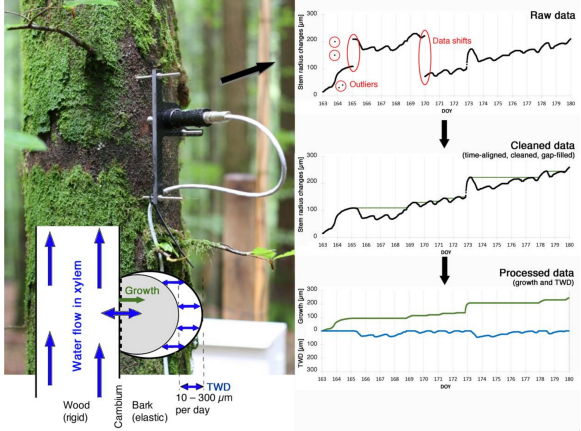 Raw data
Stem radius changes [µm]
300
200
100
0
Data shifts
Outliers
163 164 165 166 167 168 169 170 171 172 173 174 175 176 177 178 179 180
DOY
Cleaned data
(time-aligned, cleaned, gap-filled)
Stem radius changes [µm]
300
200
100
0
163 164 165 166 167 168 169 170 171 172 173 174 175 176 177 178 179 180
DOY
Processed data
(growth and TWD)
Growth [µm]
TWD [µm]
300
200
100
0
100
200
300
163 164 165 166 167 168 169 170 171 172 173 174 175 176 177 178 179 180
DOY
Water flow in xylem
Growth
TWD
10 – 300 µm
per day
Wood
(rigid)
Cambium
Bark
(elastic)